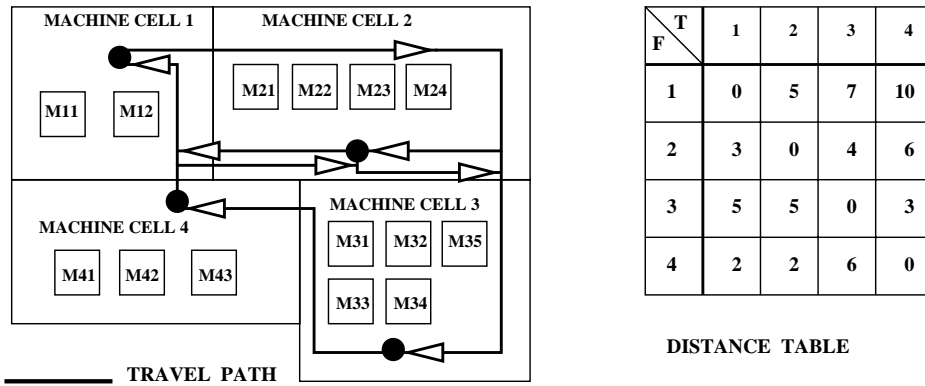 MACHINE CELL 1 MACHINE CELL 2
M21 M22 M23 M24
M11 M12
MACHINE CELL 4
M41 M42 M43
MACHINE CELL 3
M31 M32 M35
M33 M34
TRAVEL PATH
T
F 1 2 3 4
1 0 5 7 10
2 3 0 4 6
3 5 5 0 3
4 2 2 6 0
DISTANCE TABLE